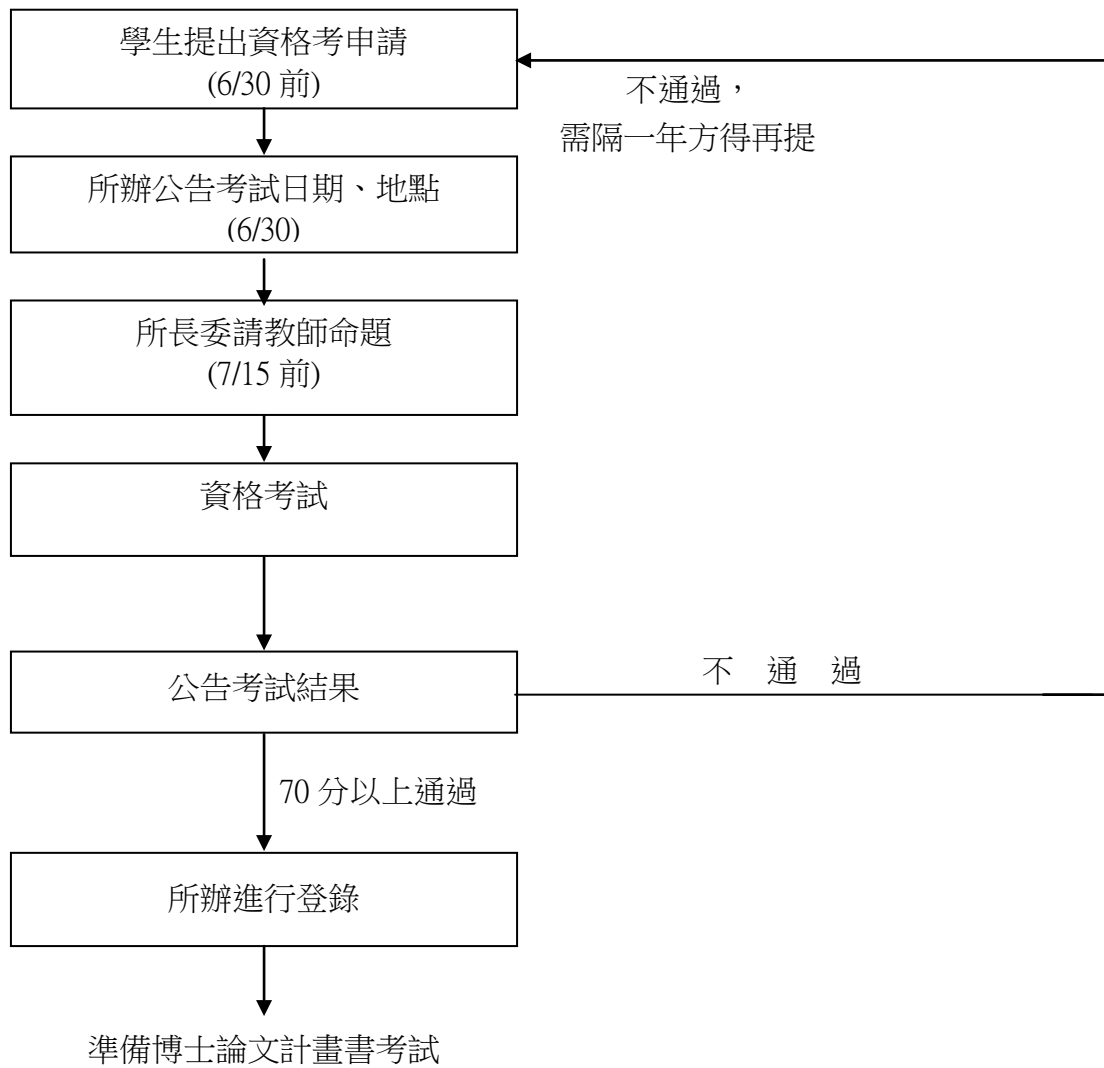 學生提出資格考申請
(6/30 前)
不通過，
需隔一年方得再提
所辦公告考試日期、地點
(6/30)
所長委請教師命題
(7/15 前)
資格考試
公告考試結果
不 通 過
70 分以上通過
所辦進行登錄
準備博士論文計畫書考試